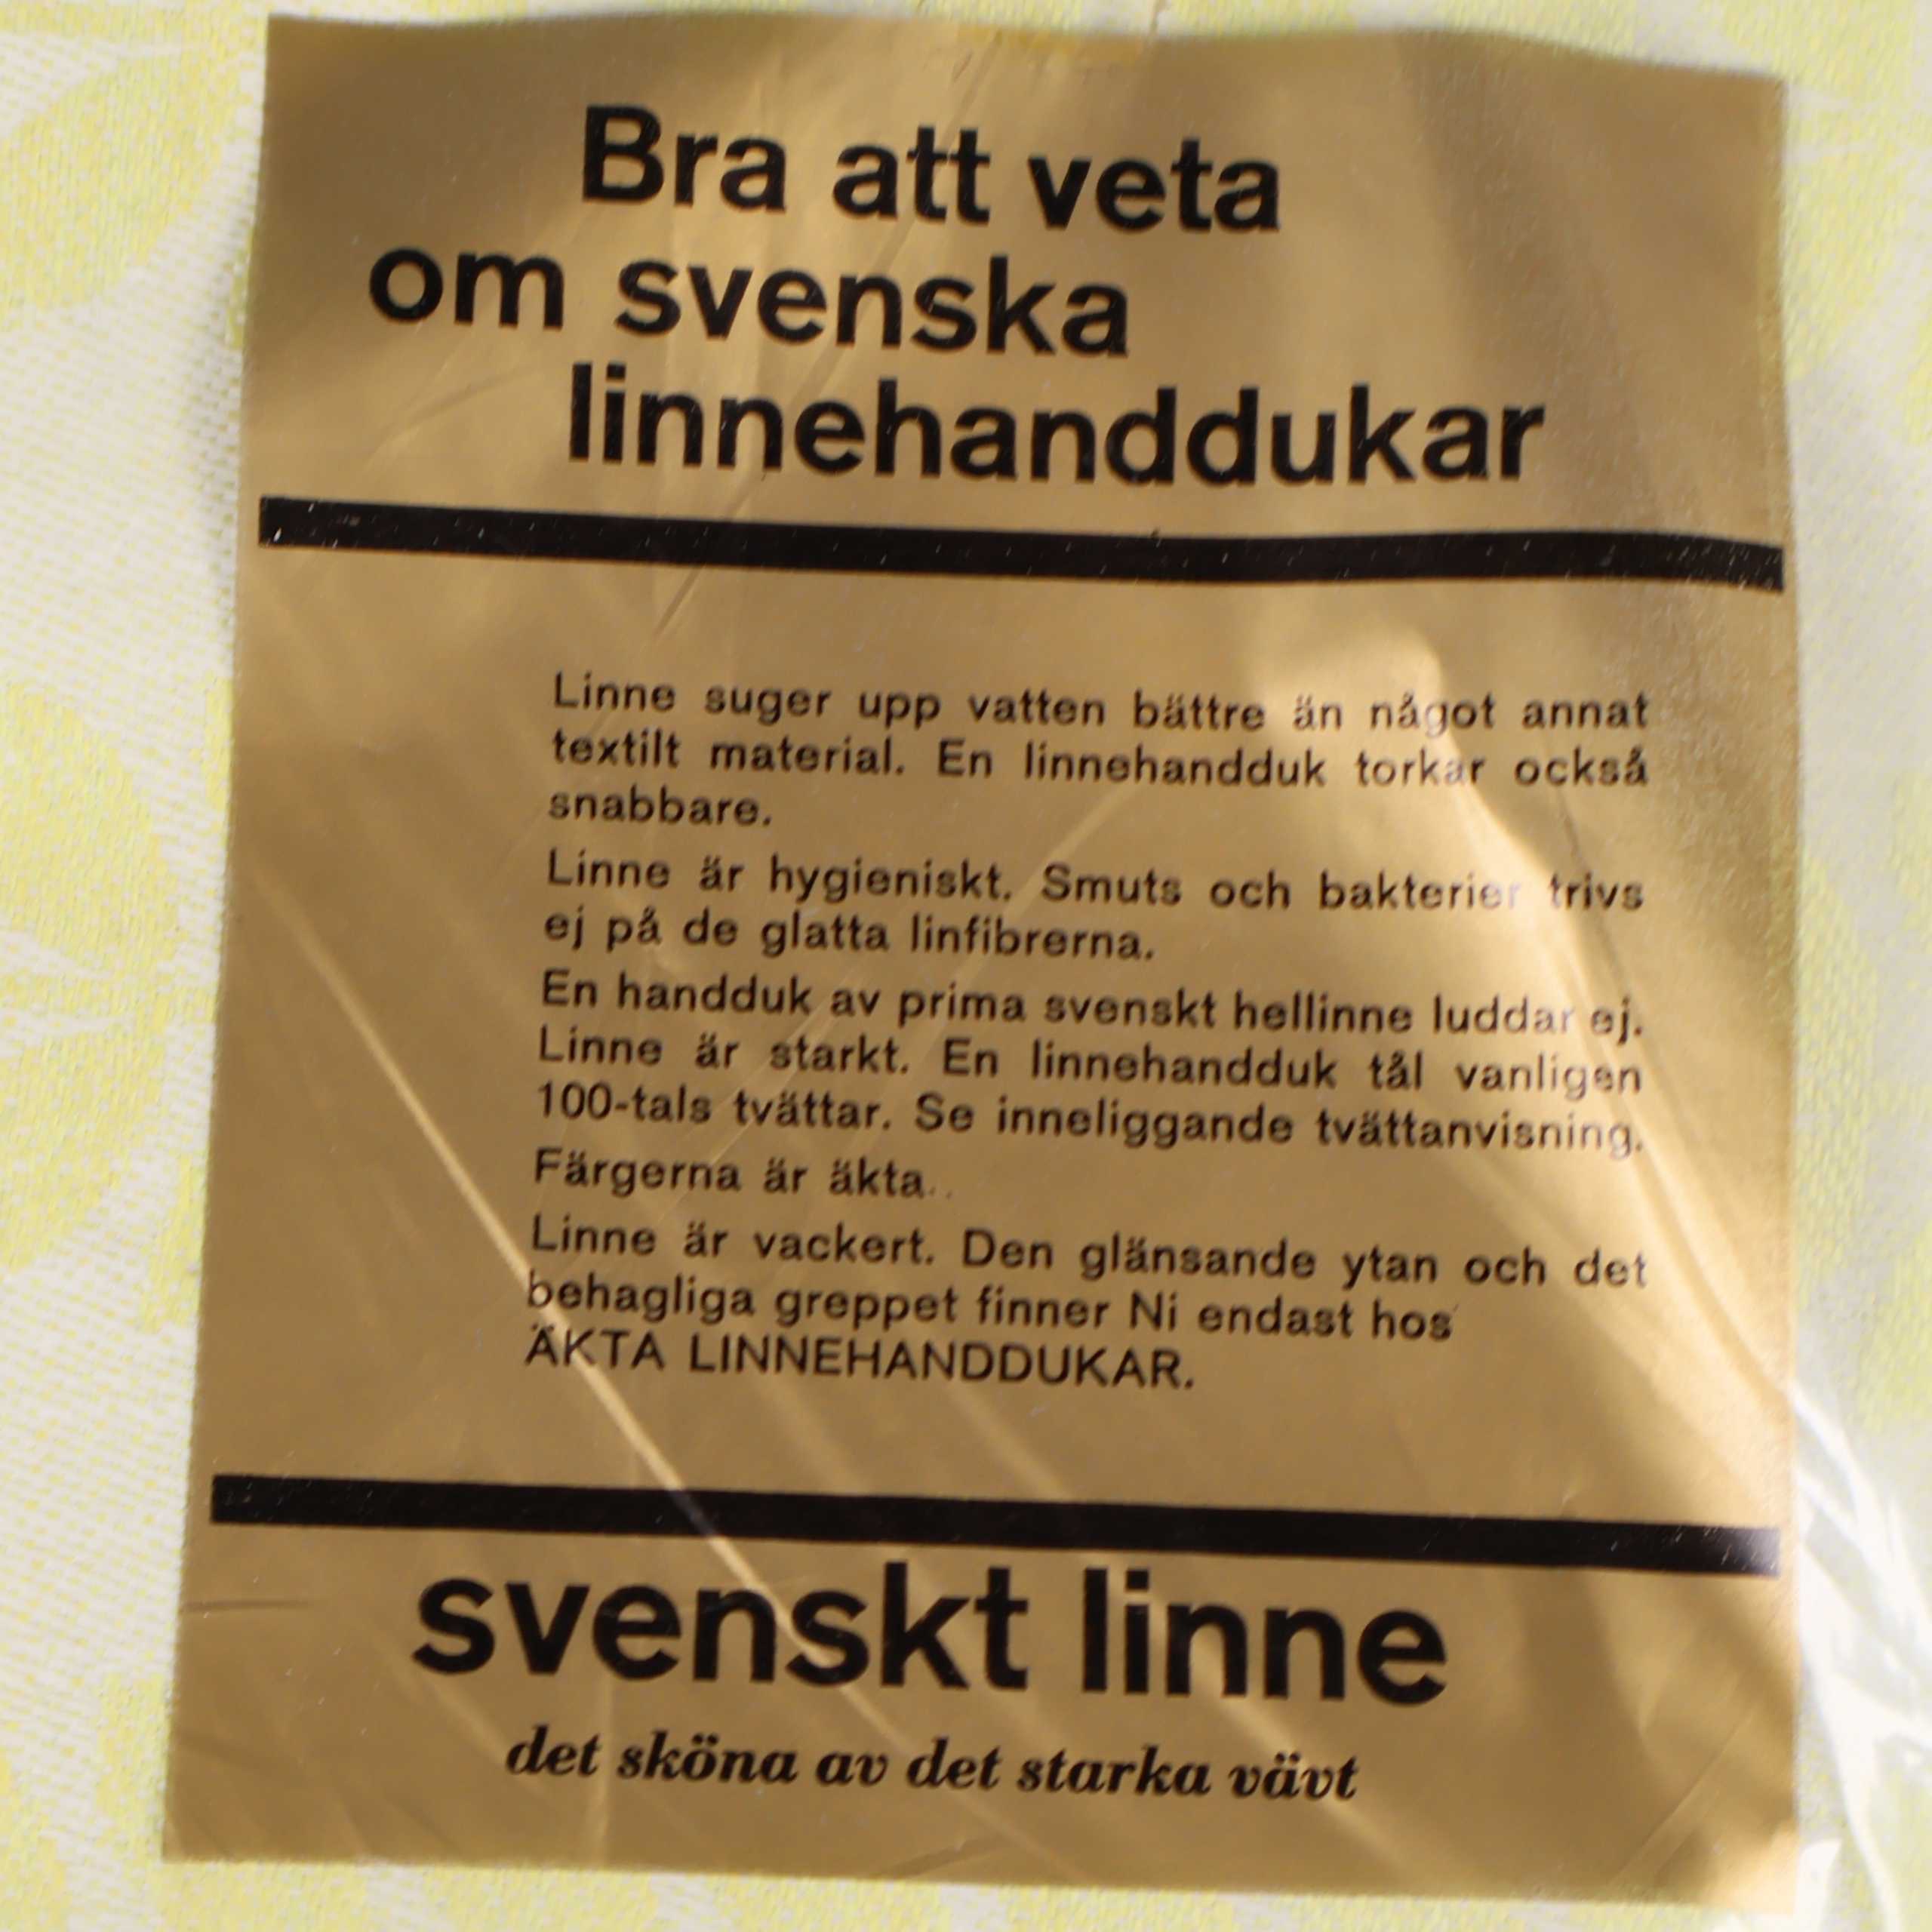 Bra att veta
om svenska
linnehanddukar
Linne suger upp vatten bättre än något annat
textilt material. En linnehandduk torkar också
snabbare.
Linne är hygieniskt. Smuts och bakterier trivs
ej på de glatta linfibrerna.
En handduk av prima svenskt hellinne luddar ej.
Linne är starkt. En linnehandduk tål vanligen
100-tals tvättar. Se inneliggande tvättanvisning.
Färgerna är äkta..
Linne är vackert. Den glänsande ytan och det
behagliga greppet finner Ni endast hos
ÄKTA LINNEHANDDUKAR.
svenskt linne
det sköna av det starka vävt